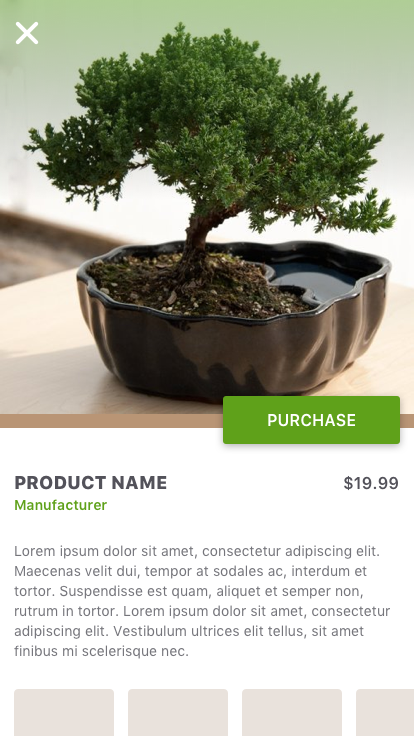 PURCHASE
PRODUCT NAME
$19.99
Manufacturer
Lorem ipsum dolor sit amet, consectetur adipiscing elit.
Maecenas velit dui, tempor at sodales ac, interdum et
tortor. Suspendisse est quam, aliquet et semper non,
rutrum in tortor. Lorem ipsum dolor sit amet, consectetur
adipiscing elit. Vestibulum ultrices elit tellus, sit amet
finibus mi scelerisque nec.